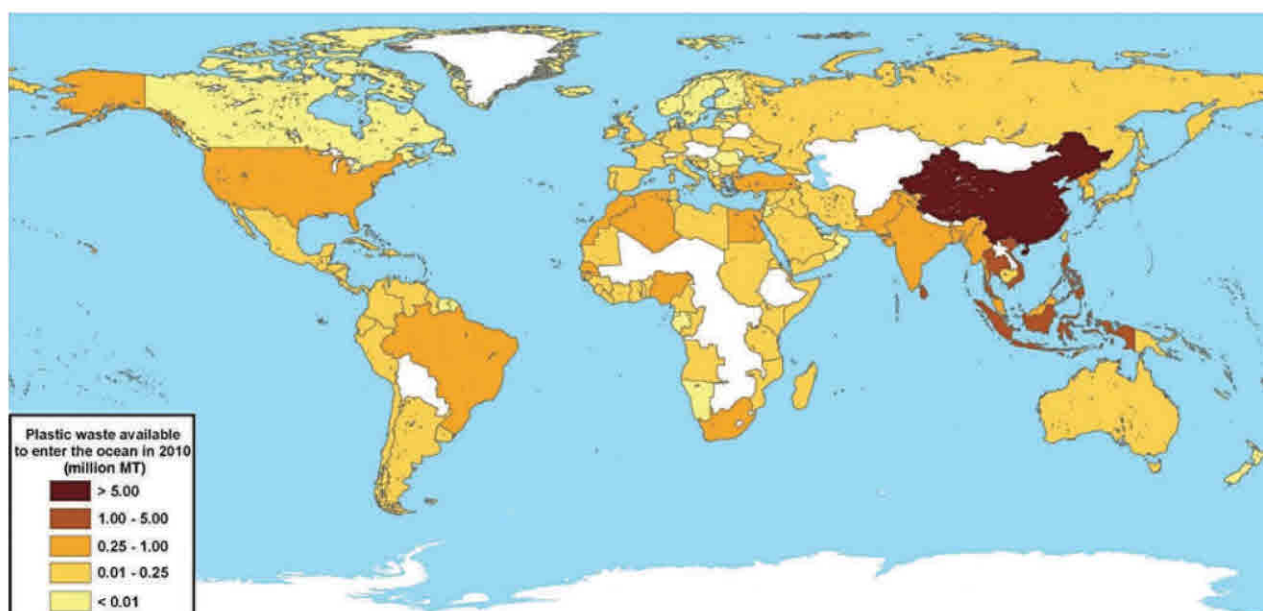 Plastic waste available
to enter the ocean in 2010
(million MT)
> 5.00
1.00 - 5.00
0.25 - 1.00
0.01 - 0.25
< 0.01